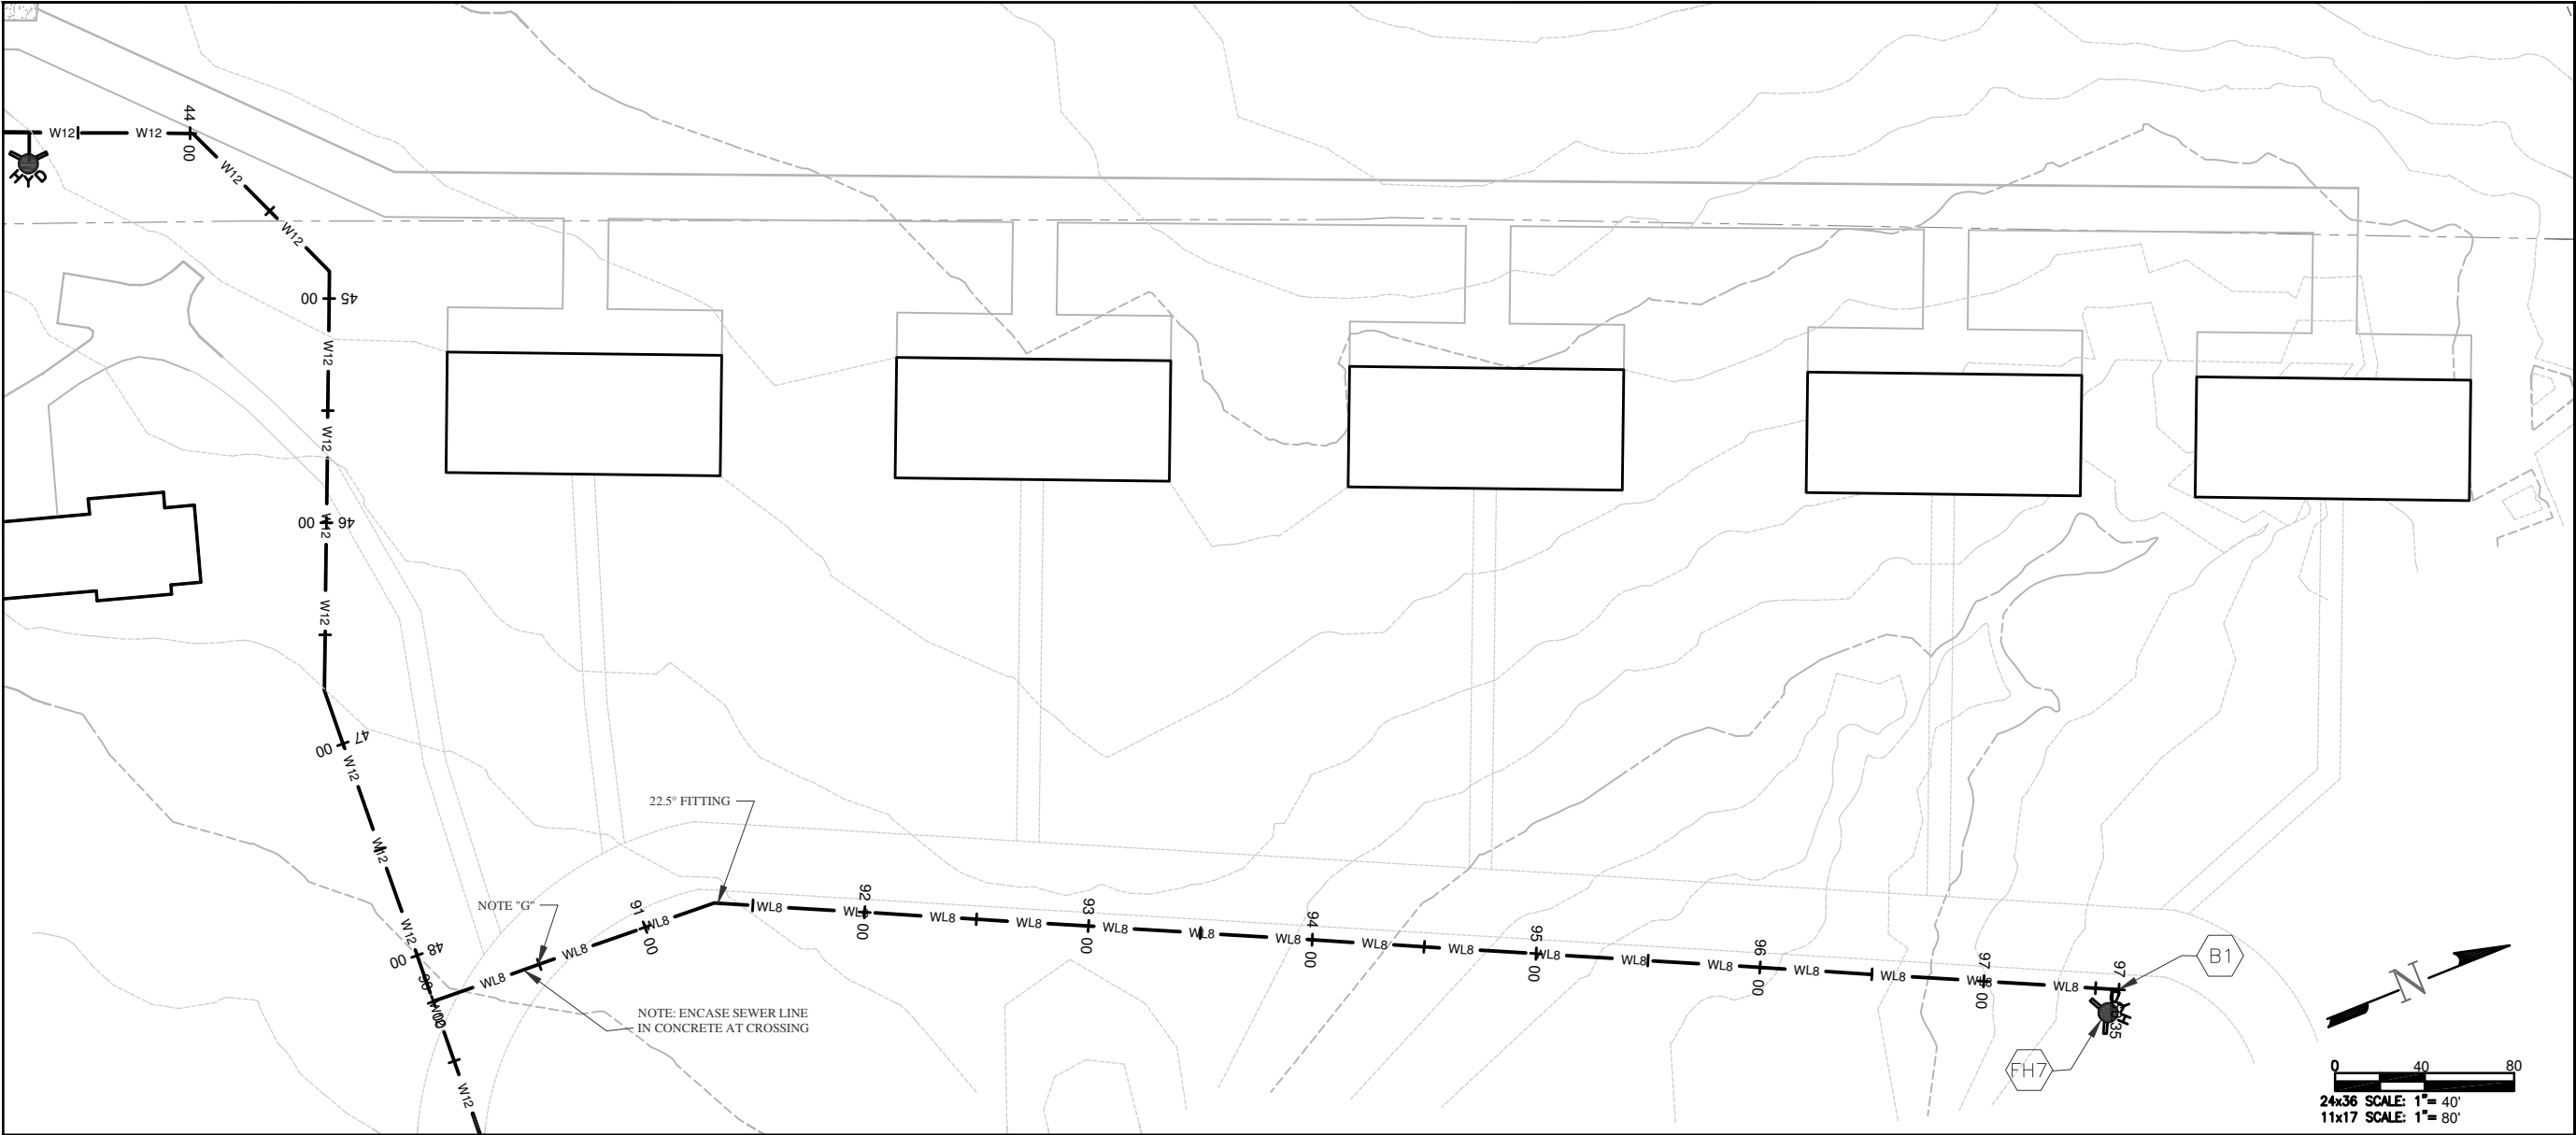 W12
W12
44
00
HYD
W12
W12
00
45
W12
W12
00
46
W12
W12
00
47
W12
W12
W12
00
48
90
00
W12
22.5° FITTING
NOTE "G"
NOTE: ENCASE SEWER LINE
IN CONCRETE AT CROSSING
WL8
WL8
91
00
WL8
WL8
92
00
WL8
WL8
WL8
93
00
WL8
WL8
WL8
94
00
WL8
WL8
95
00
WL8
WL8
WL8
96
00
WL8
WL8
97
00
WL8
WL8
97
35
B1
FH7
N
0
40
80
24x36 SCALE: 1"= 40'
11x17 SCALE: 1"= 80'